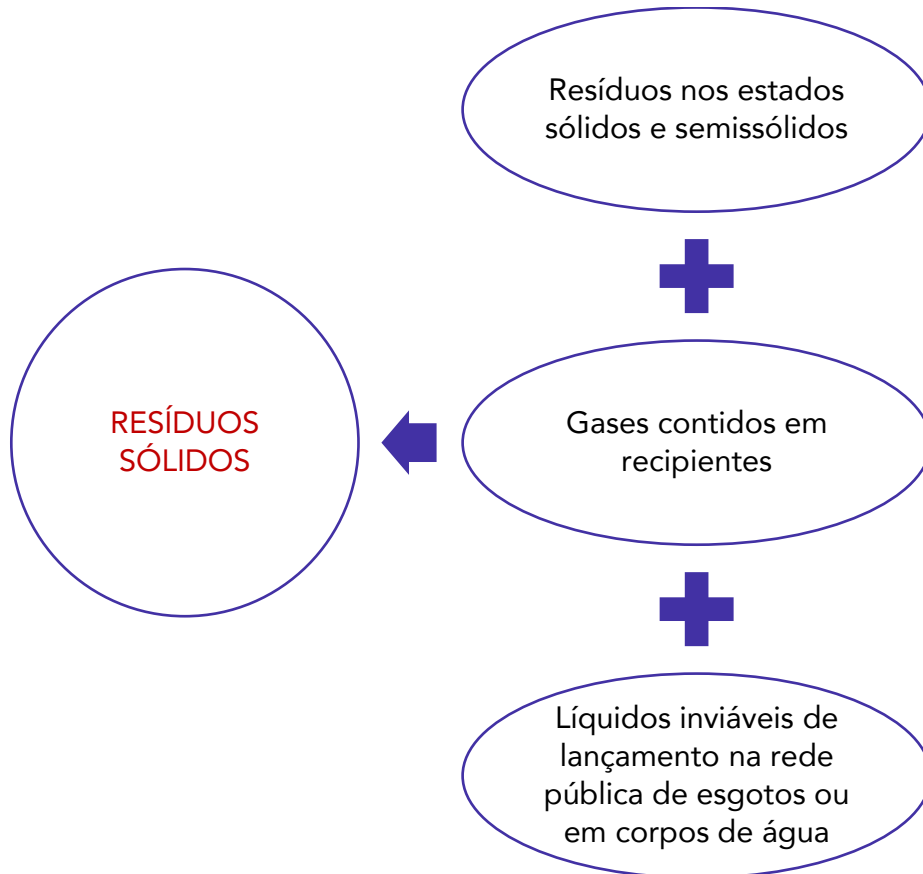 Resíduos nos estados
sólidos e semissólidos
RESÍDUOS
SÓLIDOS
Gases contidos em
recipientes
Líquidos inviáveis de
lançamento na rede
pública de esgotos ou
em corpos de água